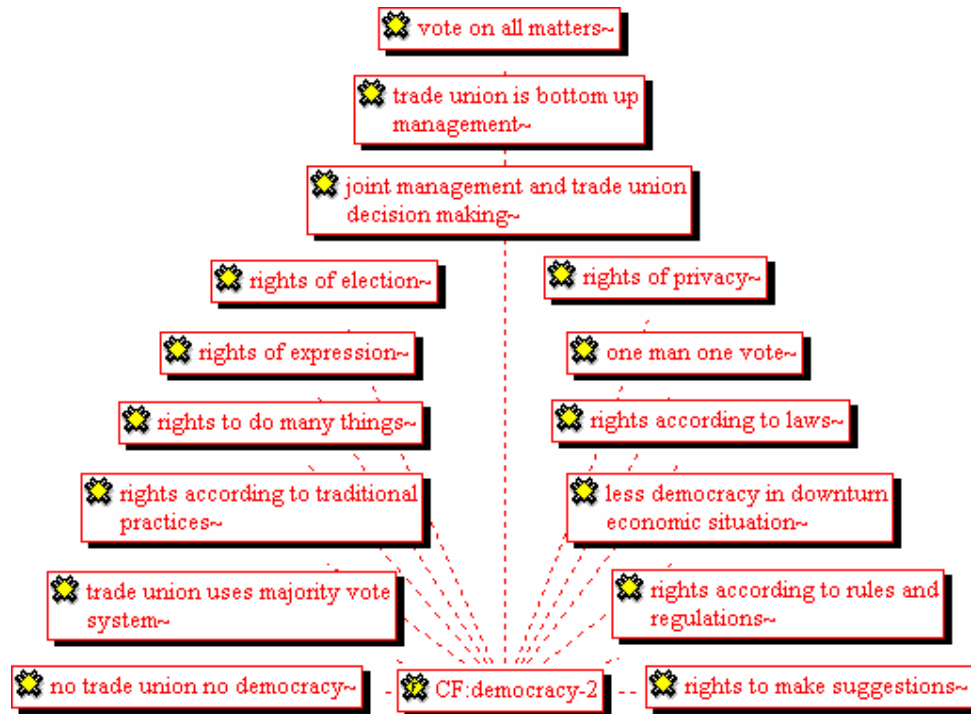 vote on all matters~
trade union is bottom up
management~
joint management and trade union
decision making~
rights of election~
rights of privacy~
rights of expression~
one man one vote~
rights to do many things~
rights according to laws~
rights according to traditional
practices~
less democracy in downturn
economic situation~
trade union uses majority vote
system~
rights according to rules and
regulations~
no trade union no democracy~
CF:democracy-2
rights to make suggestions~